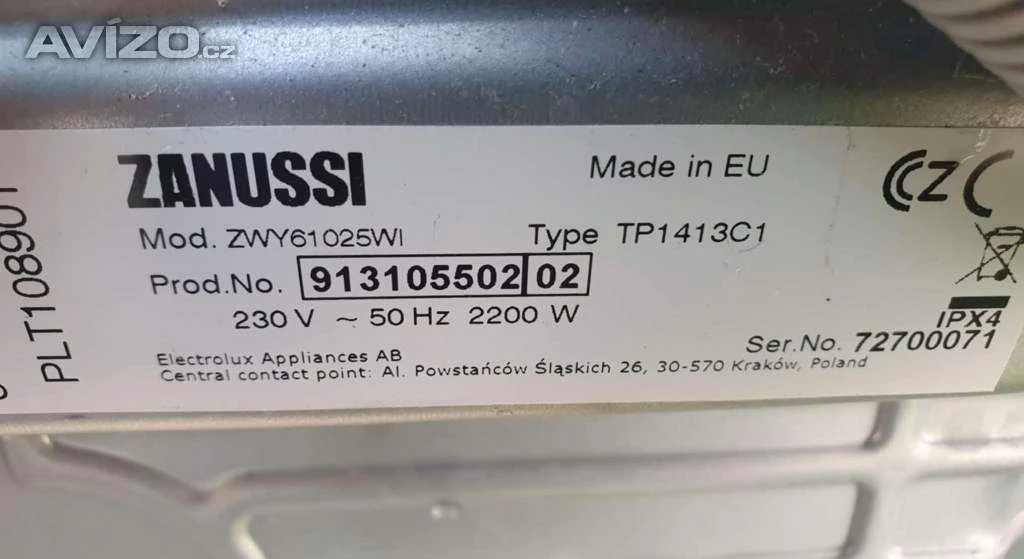 AVÍZO.cz
ZANUSSI
Made in EU
Mod. ZWY61025WI Type TP1413C1
Prod.No. 913105502 02
230 V ~ 50 Hz 2200 W
IPX4
Ser.No. 72700071
Electrolux Appliances AB
Central contact point: Al. Powstańców Śląskich 26, 30-570 Kraków, Poland
PLT108901